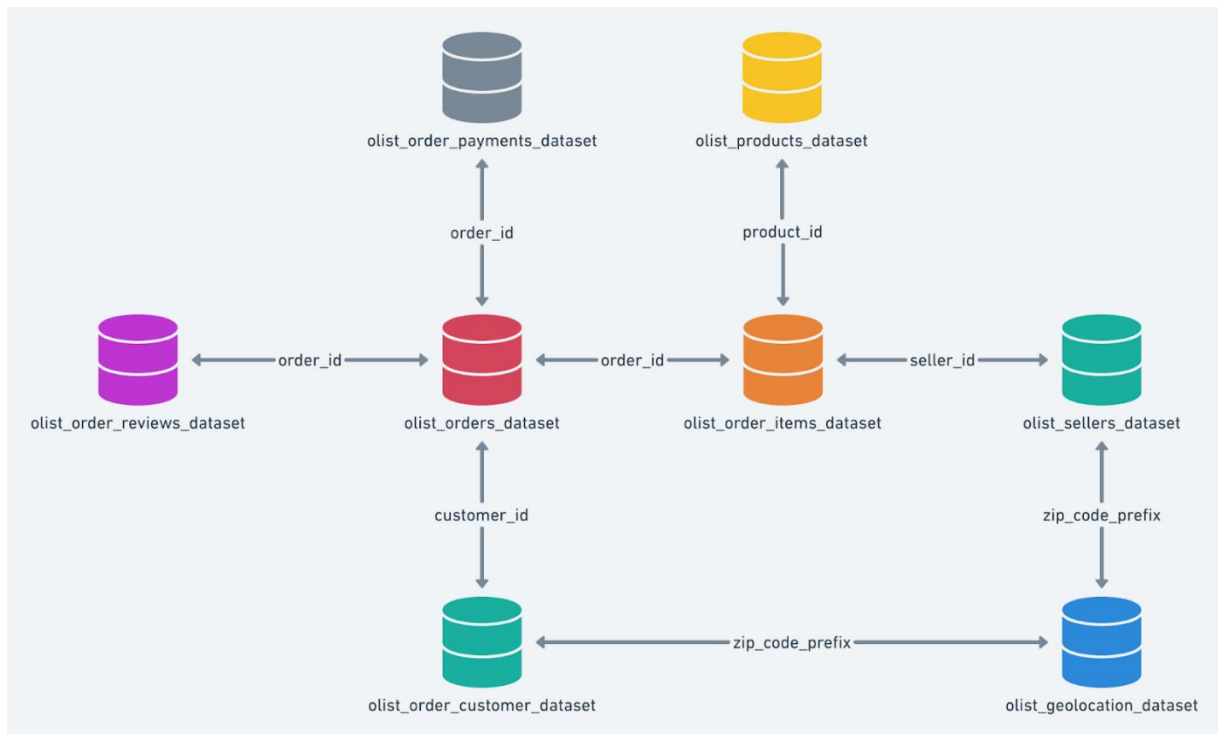 olist_order_payments_dataset
olist_products_dataset
order_id
product_id
order_id
order_id
seller_id
olist_order_reviews_dataset
olist_orders_dataset
olist_order_items_dataset
olist_sellers_dataset
customer_id
zip_code_prefix
zip_code_prefix
olist_order_customer_dataset
olist_geolocation_dataset